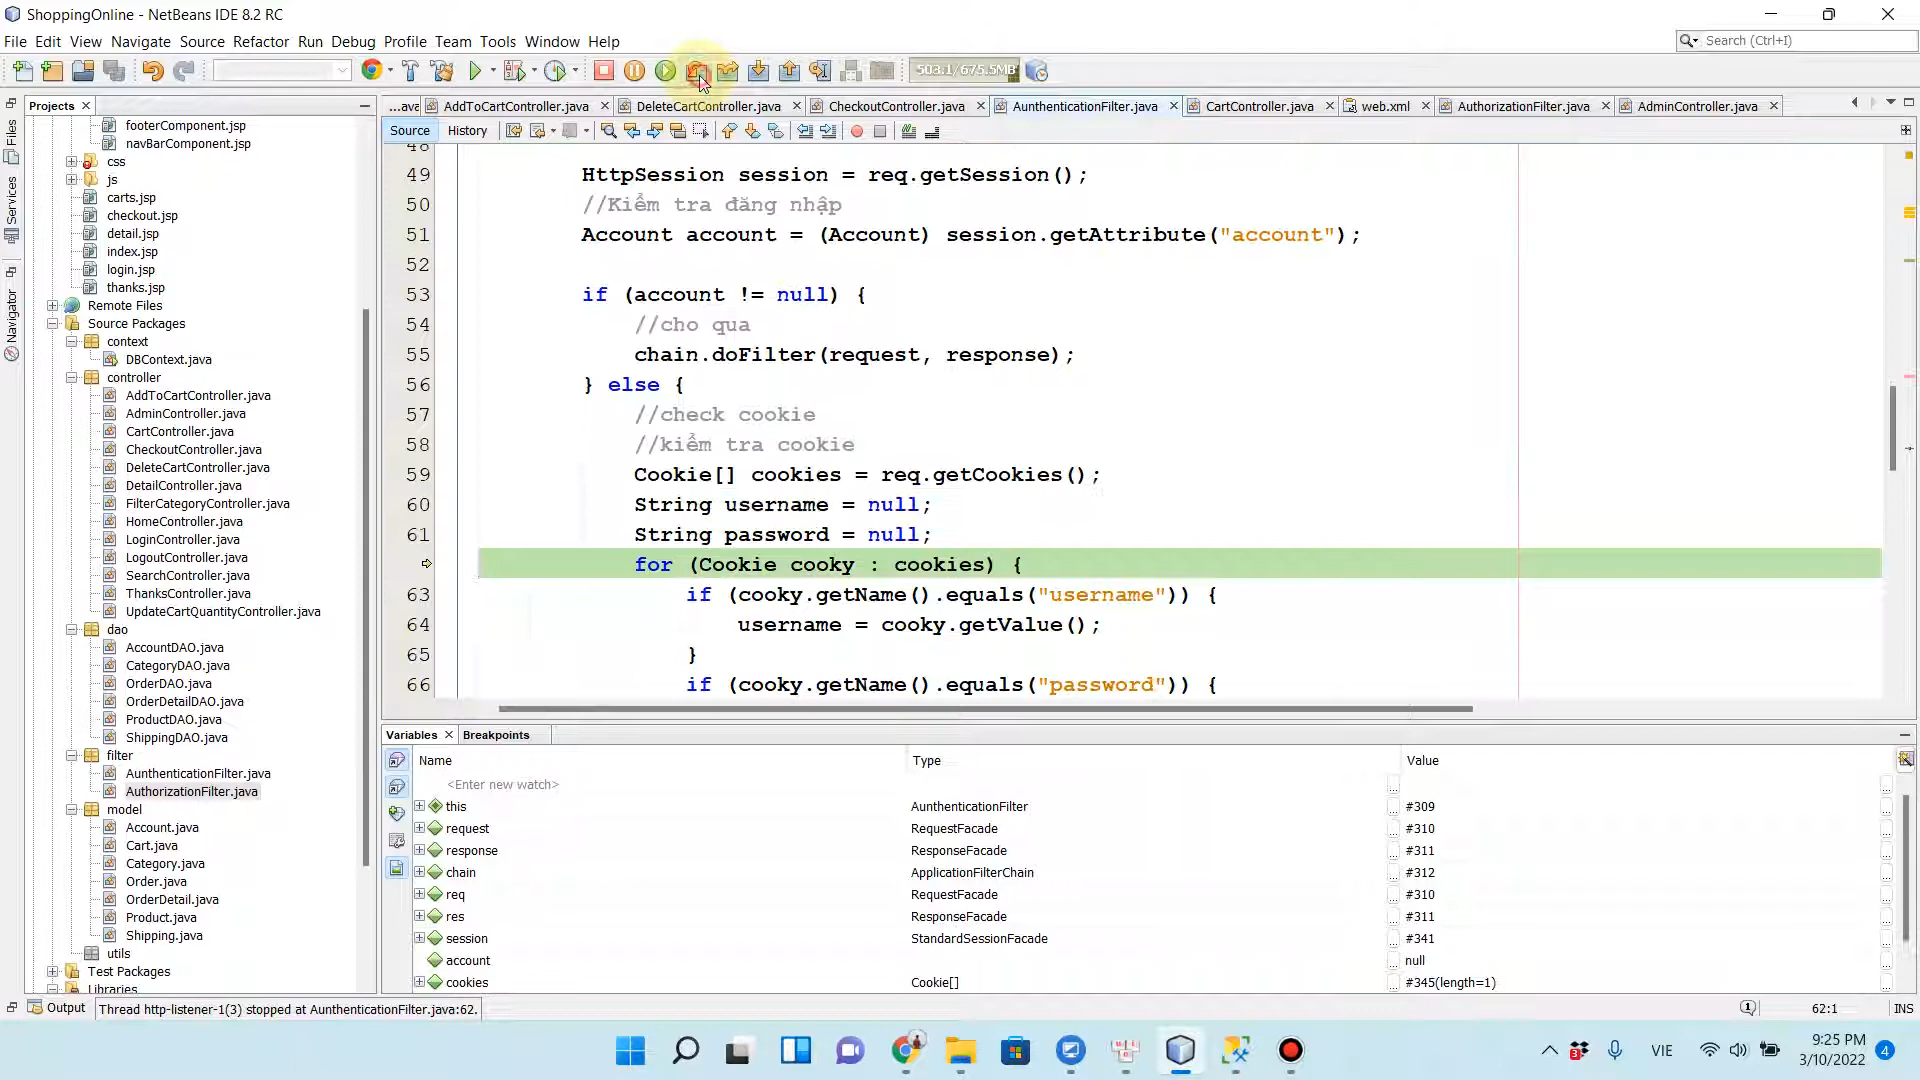 ShoppingOnline - NetBeans IDE 8.2 RC
File Edit View Navigate Source Refactor Run Debug Profile Team Tools Window Help
Search (Ctrl+I)
503.1/675.5MB
Projects
...ava AddToCartController.java DeleteCartController.java CheckoutController.java AunthenticationFilter.java CartController.java web.xml AuthorizationFilter.java AdminController.java
Source History
Files
Services
Navigator
footerComponent.jsp
navBarComponent.jsp
css
js
carts.jsp
checkout.jsp
detail.jsp
index.jsp
login.jsp
thanks.jsp
Remote Files
Source Packages
context
DBContext.java
controller
AddToCartController.java
AdminController.java
CartController.java
CheckoutController.java
DeleteCartController.java
DetailController.java
FilterCategoryController.java
HomeController.java
LoginController.java
LogoutController.java
SearchController.java
ThanksController.java
UpdateCartQuantityController.java
dao
AccountDAO.java
CategoryDAO.java
OrderDAO.java
OrderDetailDAO.java
ProductDAO.java
ShippingDAO.java
filter
AunthenticationFilter.java
AuthorizationFilter.java
model
Account.java
Cart.java
Category.java
Order.java
OrderDetail.java
Product.java
Shipping.java
utils
Test Packages
Libraries
48
49 HttpSession session = req.getSession();
50 //Kiểm tra đăng nhập
51 Account account = (Account) session.getAttribute("account");
52
53 if (account != null) {
54 //cho qua
55 chain.doFilter(request, response);
56 } else {
57 //check cookie
58 //kiểm tra cookie
59 Cookie[] cookies = req.getCookies();
60 String username = null;
61 String password = null;
for (Cookie cooky : cookies) {
63 if (cooky.getName().equals("username")) {
64 username = cooky.getValue();
65 }
66 if (cooky.getName().equals("password")) {
Variables Breakpoints
Name Type Value
<Enter new watch>
this AunthenticationFilter #309
request RequestFacade #310
response ResponseFacade #311
chain ApplicationFilterChain #312
req RequestFacade #310
res ResponseFacade #311
session StandardSessionFacade #341
account null
cookies Cookie[] #345(length=1)
Output Thread http-listener-1(3) stopped at AunthenticationFilter.java:62.
1 62:1 INS
3 VIE 9:25 PM
3/10/2022 4